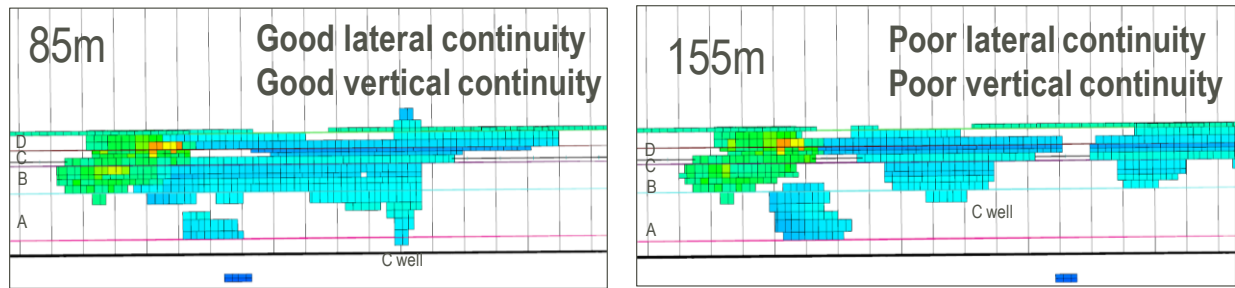 85m
Good lateral continuity
Good vertical continuity
D
C
B
A
C well
155m
Poor lateral continuity
Poor vertical continuity
D
C
B
A
C well